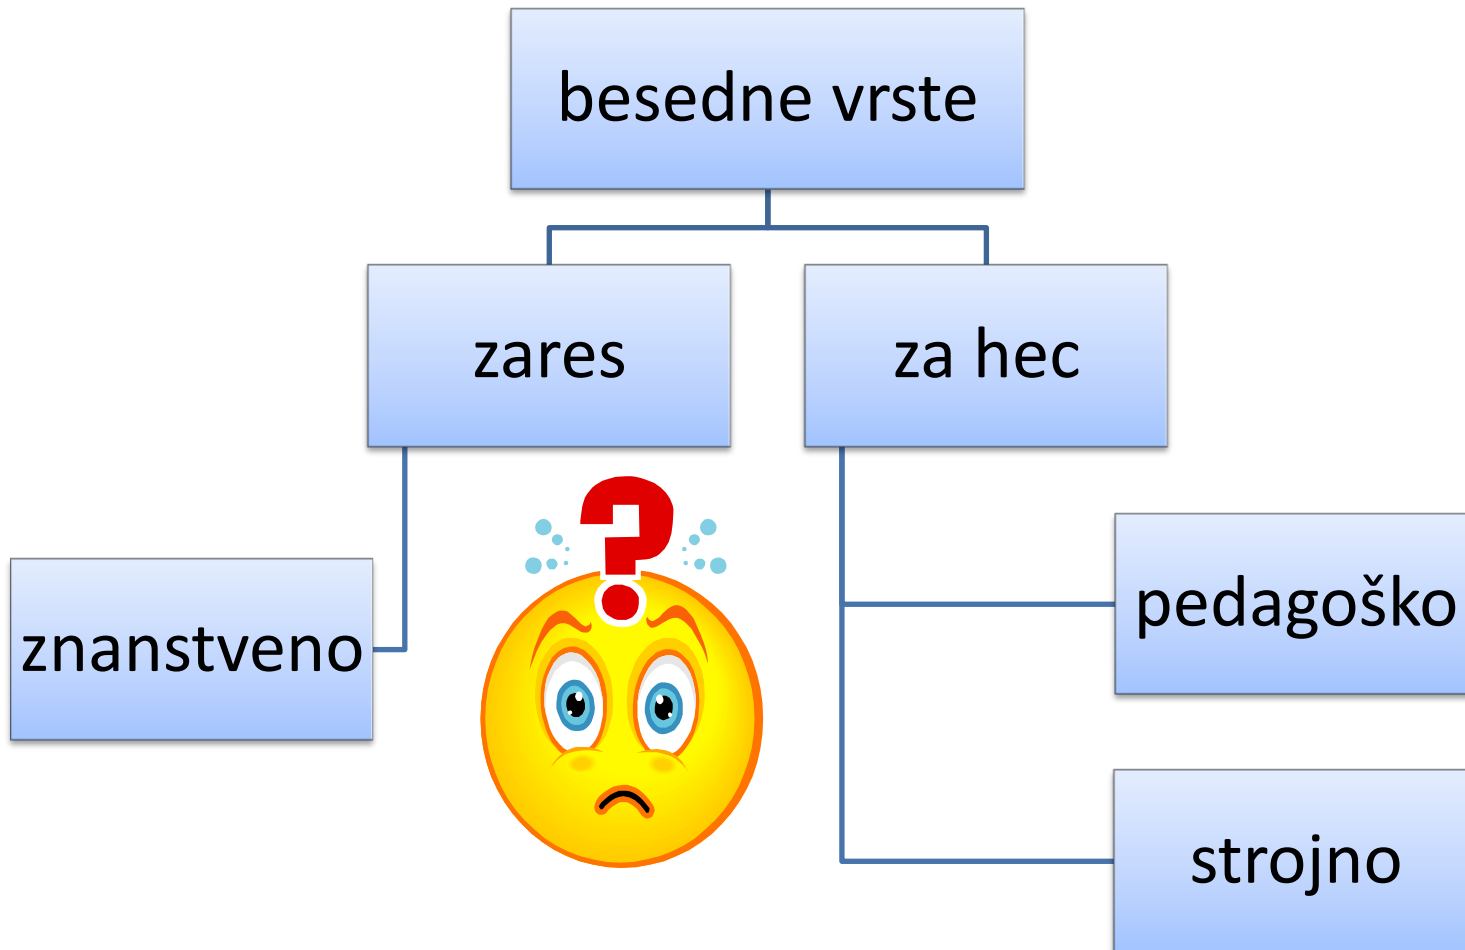 besedne vrste
zares
za hec
znanstveno
?
pedagoško
strojno